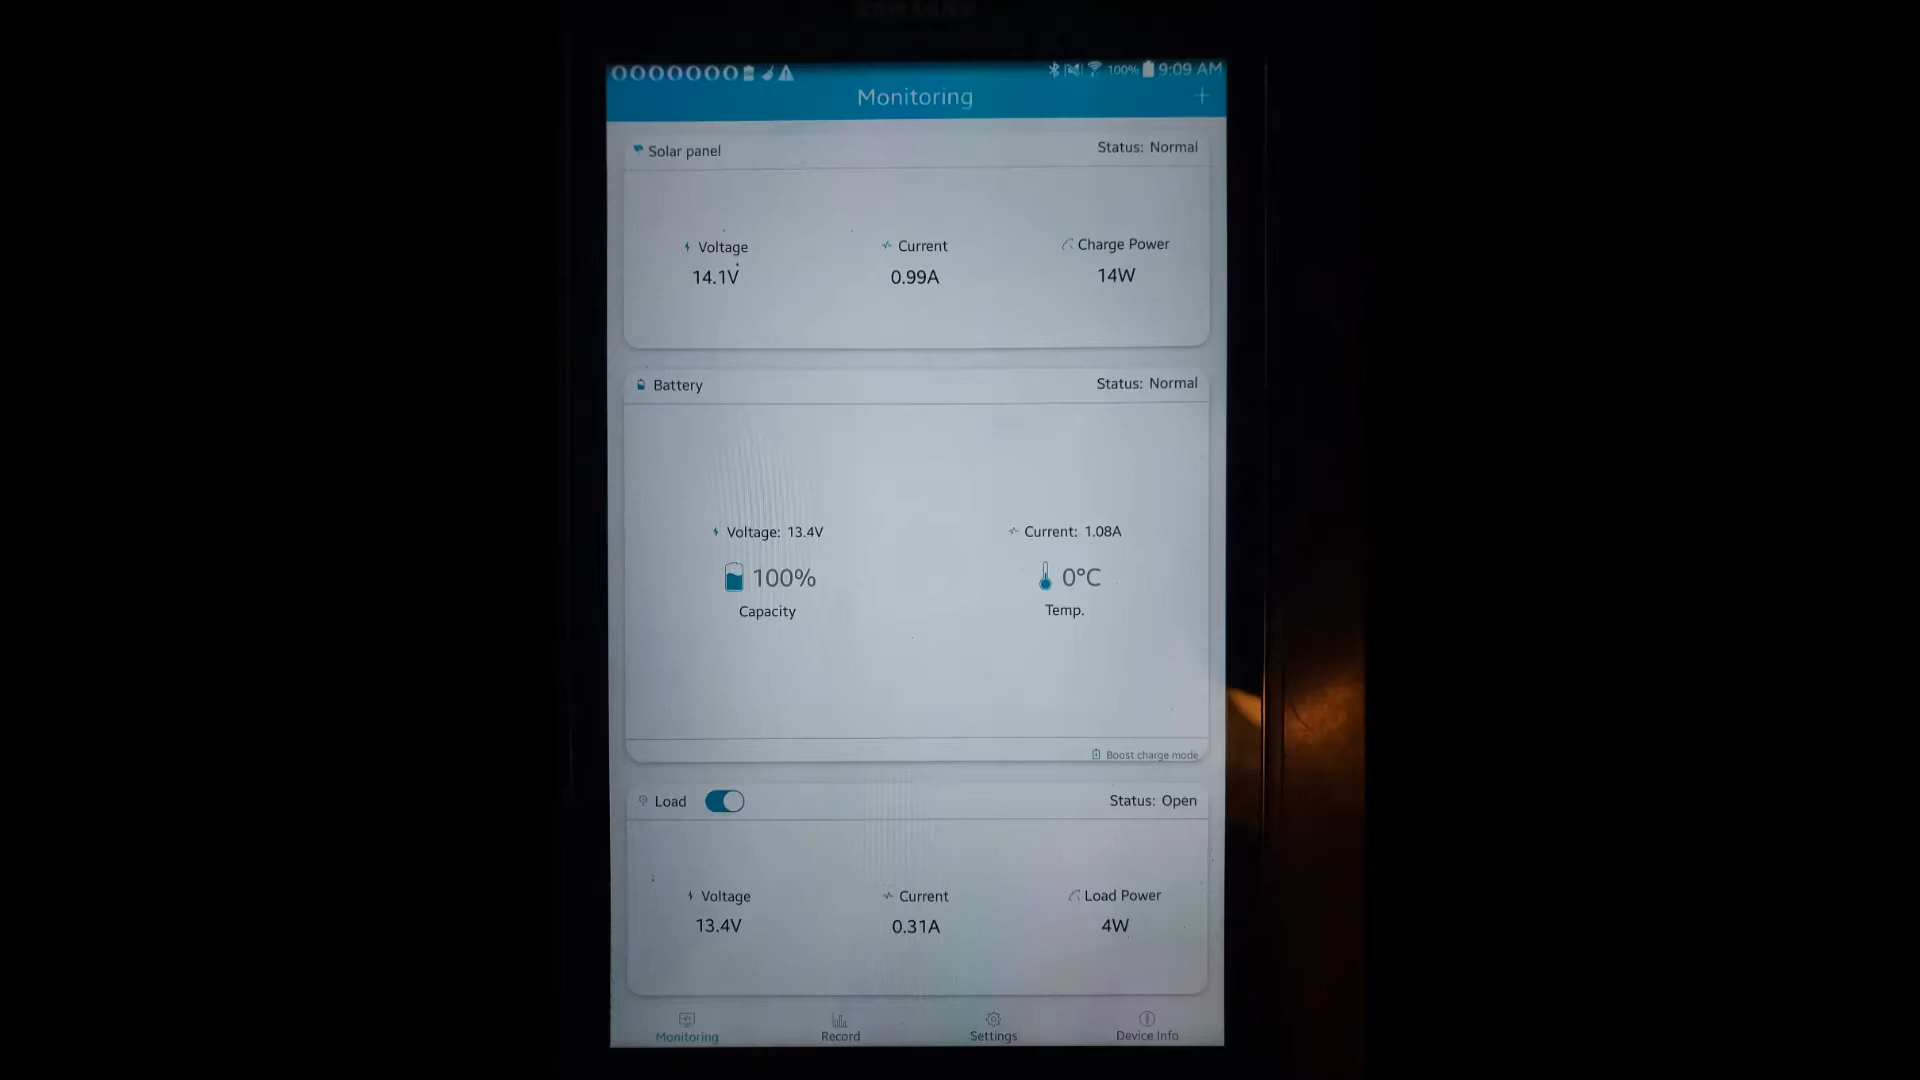 100% 9:09 AM
Monitoring
Solar panel Status: Normal
Voltage Current Charge Power
14.1V 0.99A 14W
Battery Status: Normal
Voltage: 13.4V Current: 1.08A
100% 0°C
Capacity Temp.
Boost charge mode
Load Status: Open
Voltage Current Load Power
13.4V 0.31A 4W
Monitoring Record Settings Device Info